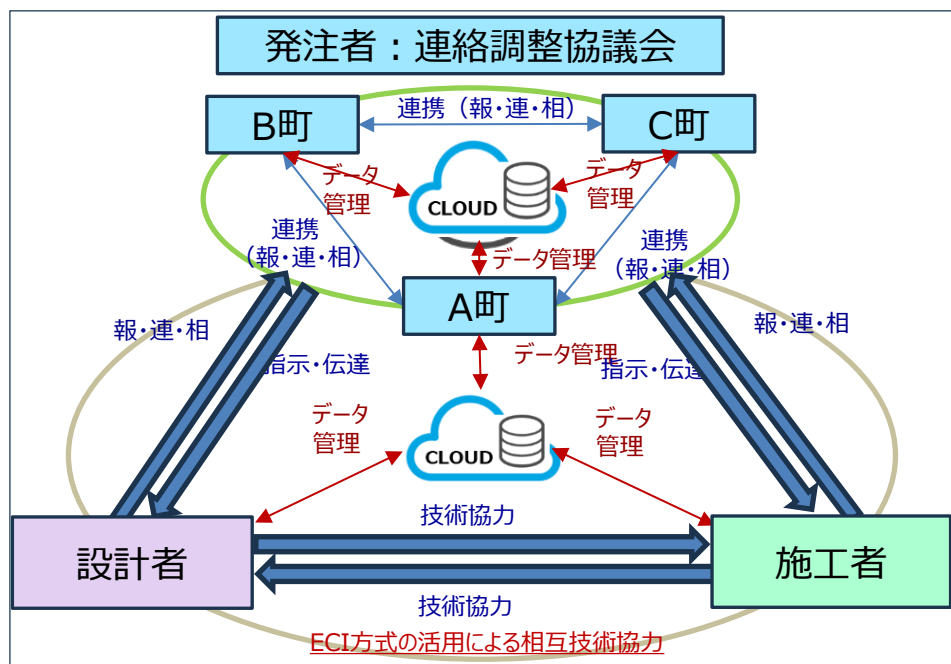 発注者：連絡調整協議会
B町
連携（報・連・相）
C町
データ
管理
データ
管理
CLOUD
連携
（報・連・相）
データ管理
連携
（報・連・相）
A町
報・連・相
指示・伝達
データ管理
指示・伝達
報・連・相
データ
管理
データ
管理
CLOUD
技術協力
設計者
施工者
技術協力
ECI方式の活用による相互技術協力